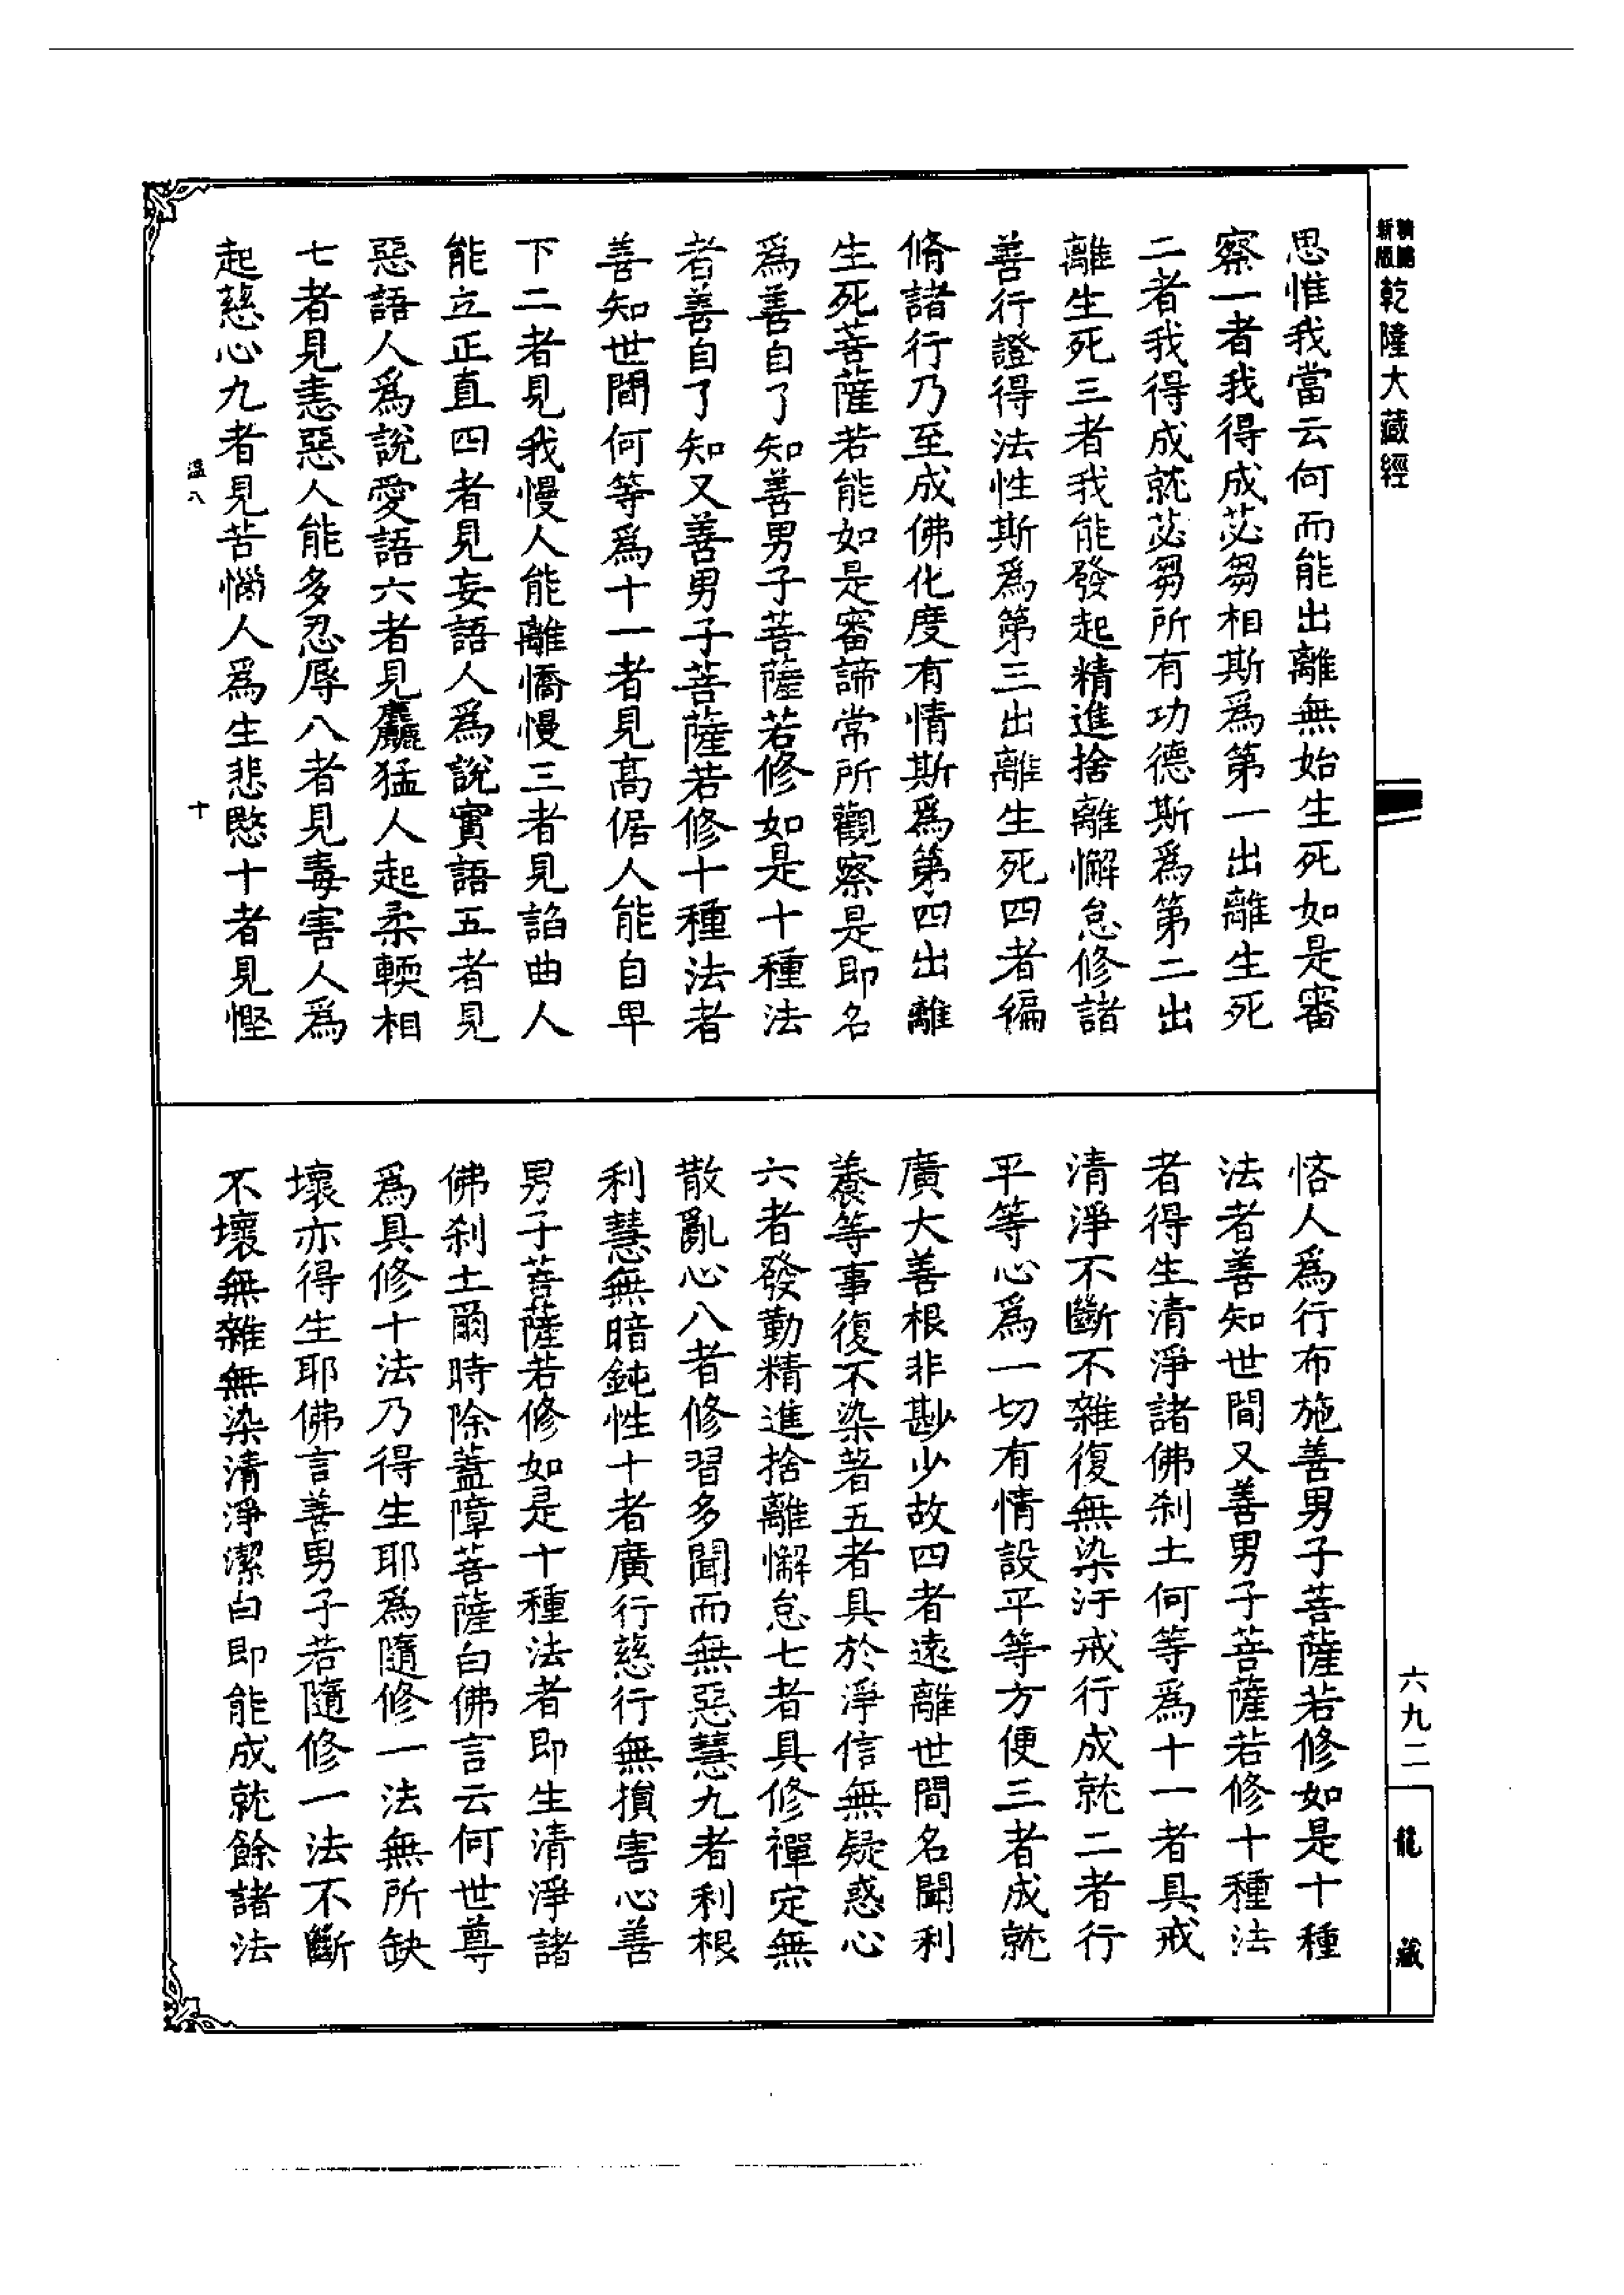 新版
乾隆大藏經
思惟我當云何而能出離無始生死如是審
察一者我得成苾芻相斯爲第一出離生死
二者我得成就苾芻所有功德斯爲第二出
離生死三者我能發起精進捨離懈怠修諸
善行證得法性斯爲第三出離生死四者徧
脩諸行乃至成佛化度有情斯爲第四出離
生死菩薩若能如是審諦常所觀察是即名
爲善自了知善男子菩薩若修如是十種法
者善自了知又善男子菩薩若修十種法者
善知世間何等爲十一者見高倨人能自卑
下二者見我慢人能離憍慢三者見諂曲人
能立正直四者見妄語人爲說實語五者見
惡語人爲說愛語六者見麤猛人起柔輭相
七者見恚惡人能多忍辱八者見毒害人爲
起慈心九者見苦惱人爲生悲愍十者見慳
溫八
十
悋人爲行布施善男子菩薩若修如是十種
法者善知世間又善男子菩薩若修十種法
者得生清淨諸佛刹土何等爲十一者具戒
清淨不斷不雜復無染汙戒行成就二者行
平等心爲一切有情設平等方便三者成就
廣大善根非尠少故四者遠離世間名聞利
養等事復不染著五者具於淨信無疑惑心
六者發勤精進捨離懈怠七者具修禪定無
散亂心八者修習多聞而無惡慧九者利根
利慧無暗鈍性十者廣行慈行無損害心善
男子菩薩若修如是十種法者即生清淨諸
佛刹土爾時除蓋障菩薩白佛言云何世尊
爲具修十法乃得生耶爲隨修一法無所缺
壞亦得生耶佛言善男子若隨修一法不斷
不壞無雜無染清淨潔白即能成就餘諸法
六九二
龍藏